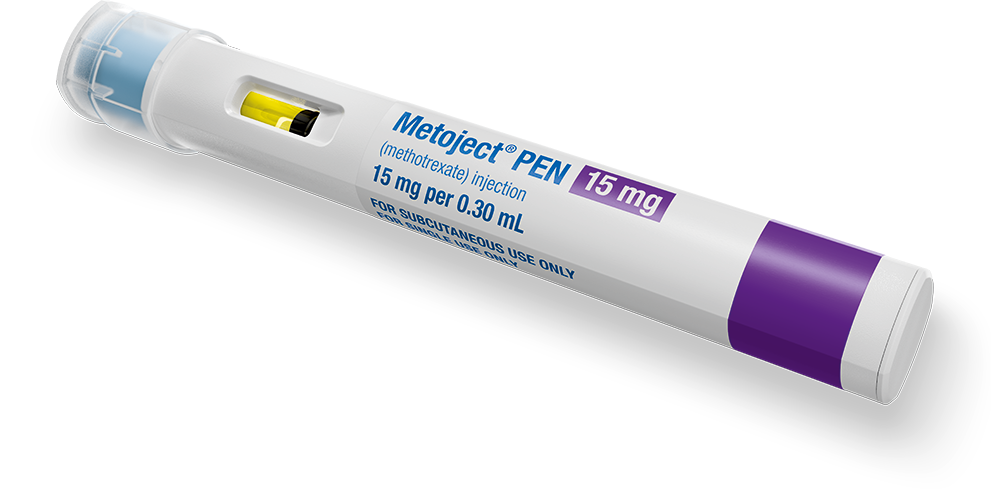 Metoject® PEN 15 mg
(methotrexate) injection
15 mg per 0.30 mL
FOR SUBCUTANEOUS USE ONLY
FOR SINGLE USE ONLY